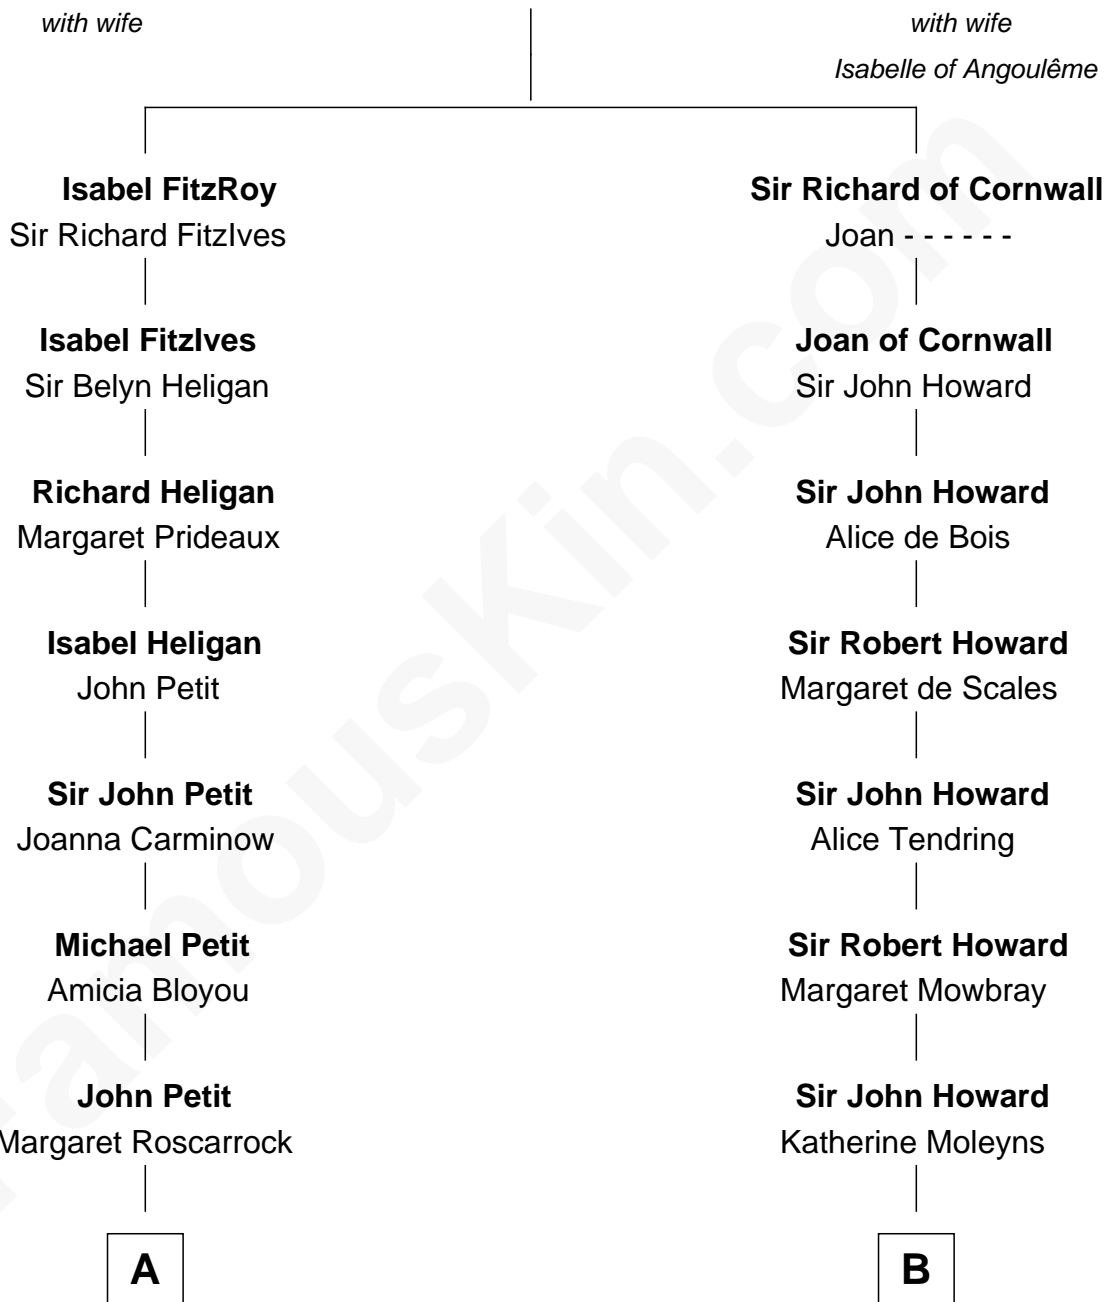 with wife
with wife
Isabelle of Angoulême
Isabel FitzRoy
Sir Richard FitzIves
Sir Richard of Cornwall
Joan - - - - - -
Isabel FitzIves
Sir Belyn Heligan
Joan of Cornwall
Sir John Howard
Richard Heligan
Margaret Prideaux
Sir John Howard
Alice de Bois
Isabel Heligan
John Petit
Sir Robert Howard
Margaret de Scales
Sir John Petit
Joanna Carminow
Sir John Howard
Alice Tendring
Michael Petit
Amicia Bloyou
Sir Robert Howard
Margaret Mowbray
John Petit
Margaret Roscarrock
Sir John Howard
Katherine Moleyns
A
B
FamousKin.com